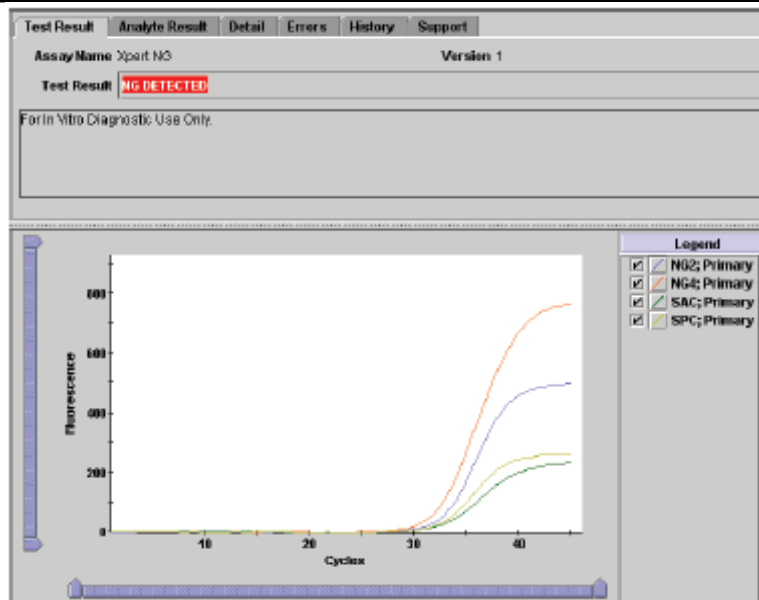 Test Result Analyte Result Detail Errors History Support
Assay Name Xpert NG Version 1
Test Result NG DETECTED
For In Vitro Diagnostic Use Only.
Legend
NG2; Primary
NG4; Primary
SAC; Primary
SPC; Primary
800
600
400
200
0
Fluorescence
10 20 30 40
Cycles